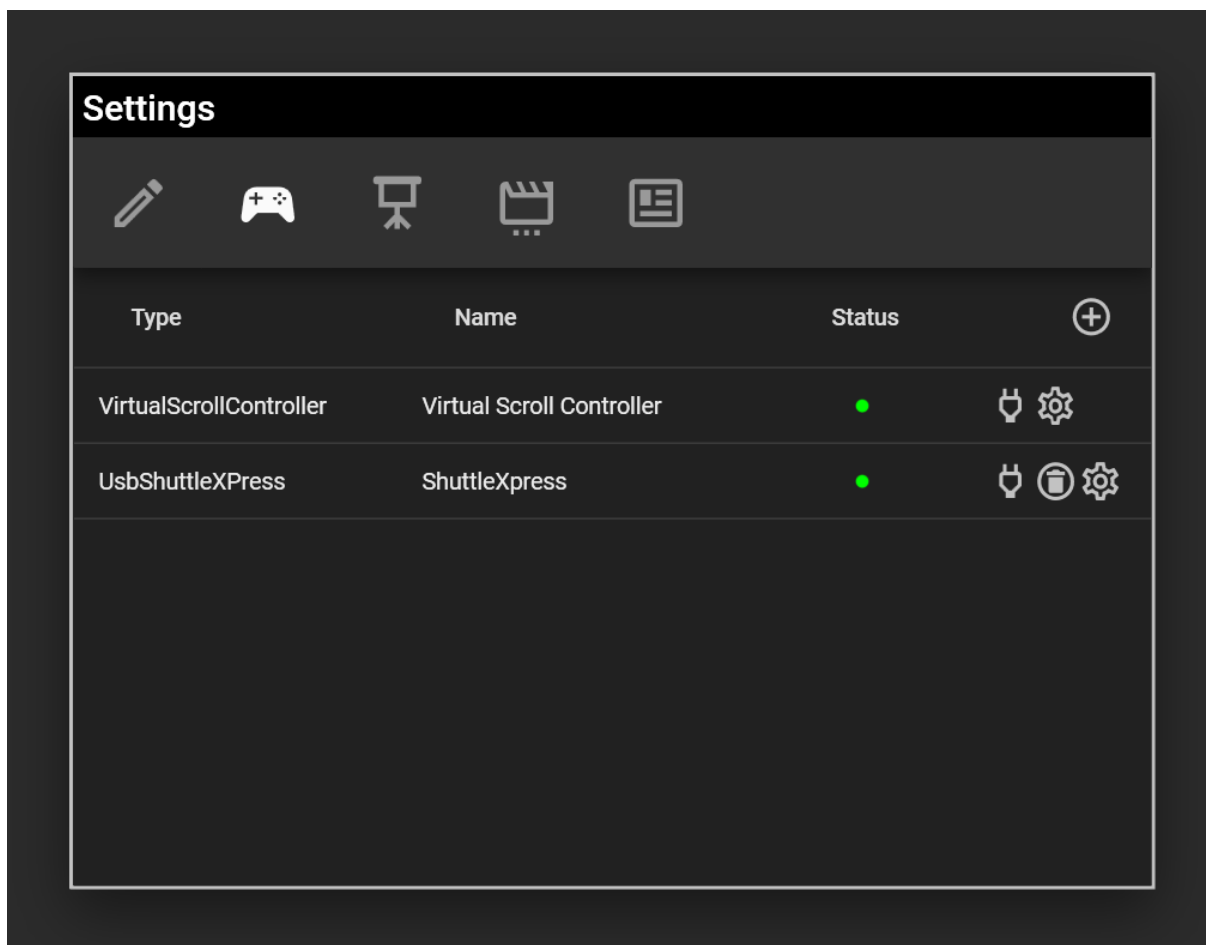 Settings
Type Name Status
VirtualScrollController Virtual Scroll Controller
UsbShuttleXPress ShuttleXpress